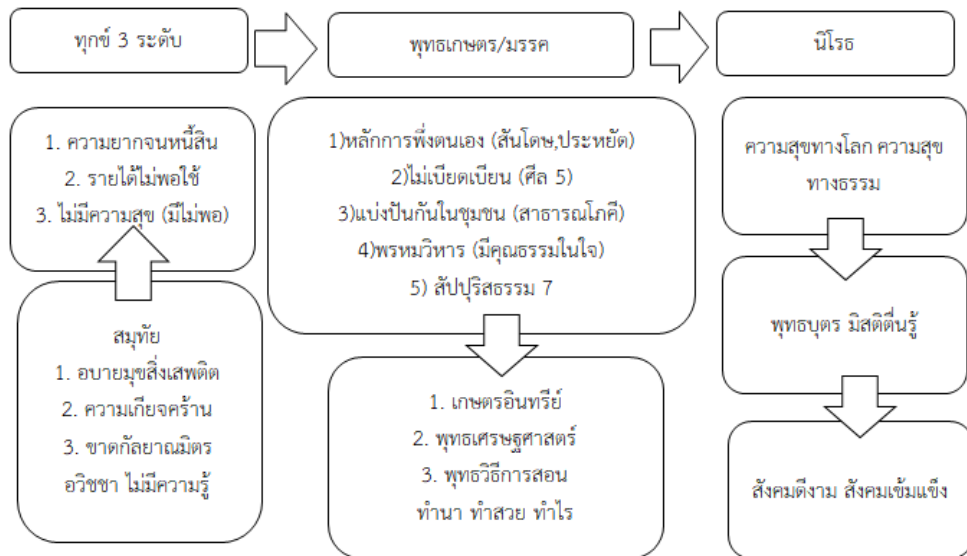 ทุกข์ 3 ระดับ
พุทธเกษตร/มรรค
นิโรธ
1. ความยากจนหนี้สิน
2. รายได้ไม่พอใช้
3. ไม่มีความสุข (มีไม่พอ)
สมุทัย
1. อบายมุขสิ่งเสพติต
2. ความเกียจคร้าน
3. ขาดกัลยาณมิตร
อวิชชา ไม่มีความรู้
1)หลักการพึ่งตนเอง (สันโดษ,ประหยัด)
2)ไม่เบียดเบียน (ศีล 5)
3)แบ่งปันกันในชุมชน (สาธารณโภคี)
4)พรหมวิหาร (มีคุณธรรมในใจ)
5) สัปปุริสธรรม 7
1. เกษตรอินทรีย์
2. พุทธเศรษฐศาสตร์
3. พุทธวิธีการสอน
ทำนา ทำสวย ทำไร
ความสุขทางโลก ความสุข
ทางธรรม
พุทธบุตร มิสติตื่นรู้
สังคมดีงาม สังคมเข้มแข็ง